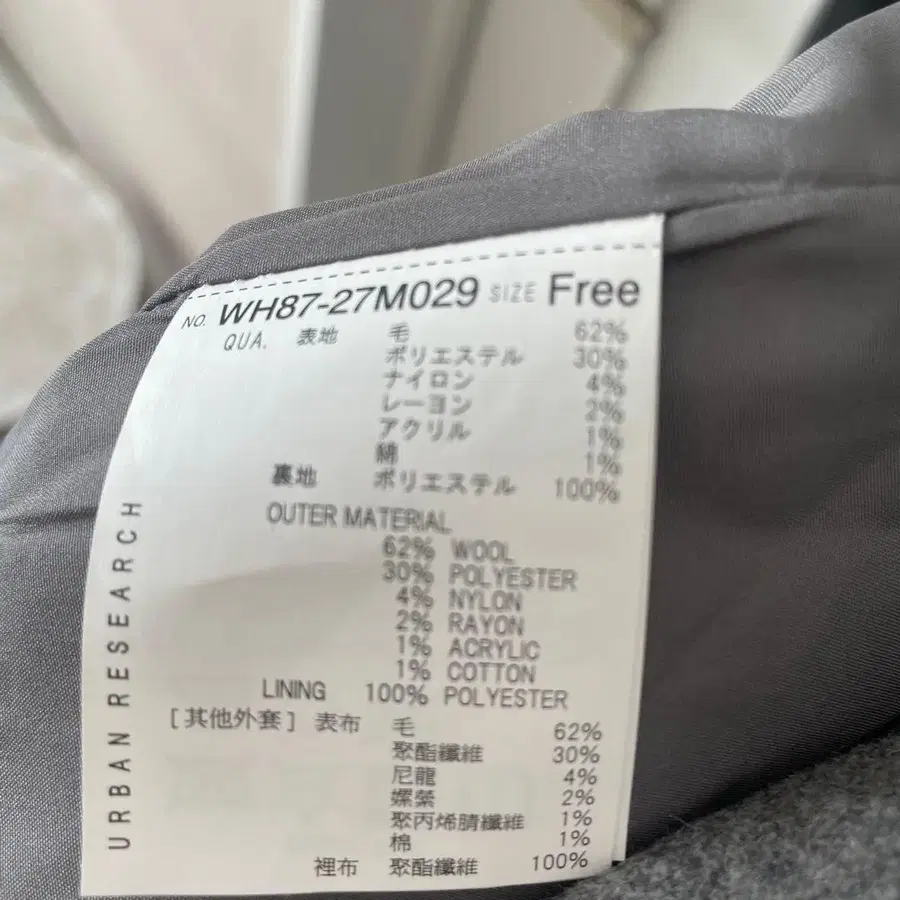 NO. WH87-27M029 SIZE Free
QUA. 表地 毛 62%
ポリエステル 30%
ナイロン 4%
レーヨン 2%
アクリル 1%
綿 1%
裏地 ポリエステル 100%
OUTER MATERIAL
62% WOOL
30% POLYESTER
4% NYLON
2% RAYON
1% ACRYLIC
1% COTTON
LINING 100% POLYESTER
[其他外套] 表布 毛 62%
聚酯纖維 30%
尼龍 4%
嫘縈 2%
聚丙烯腈纖維 1%
棉 1%
裡布 聚酯纖維 100%
URBAN RESEARCH